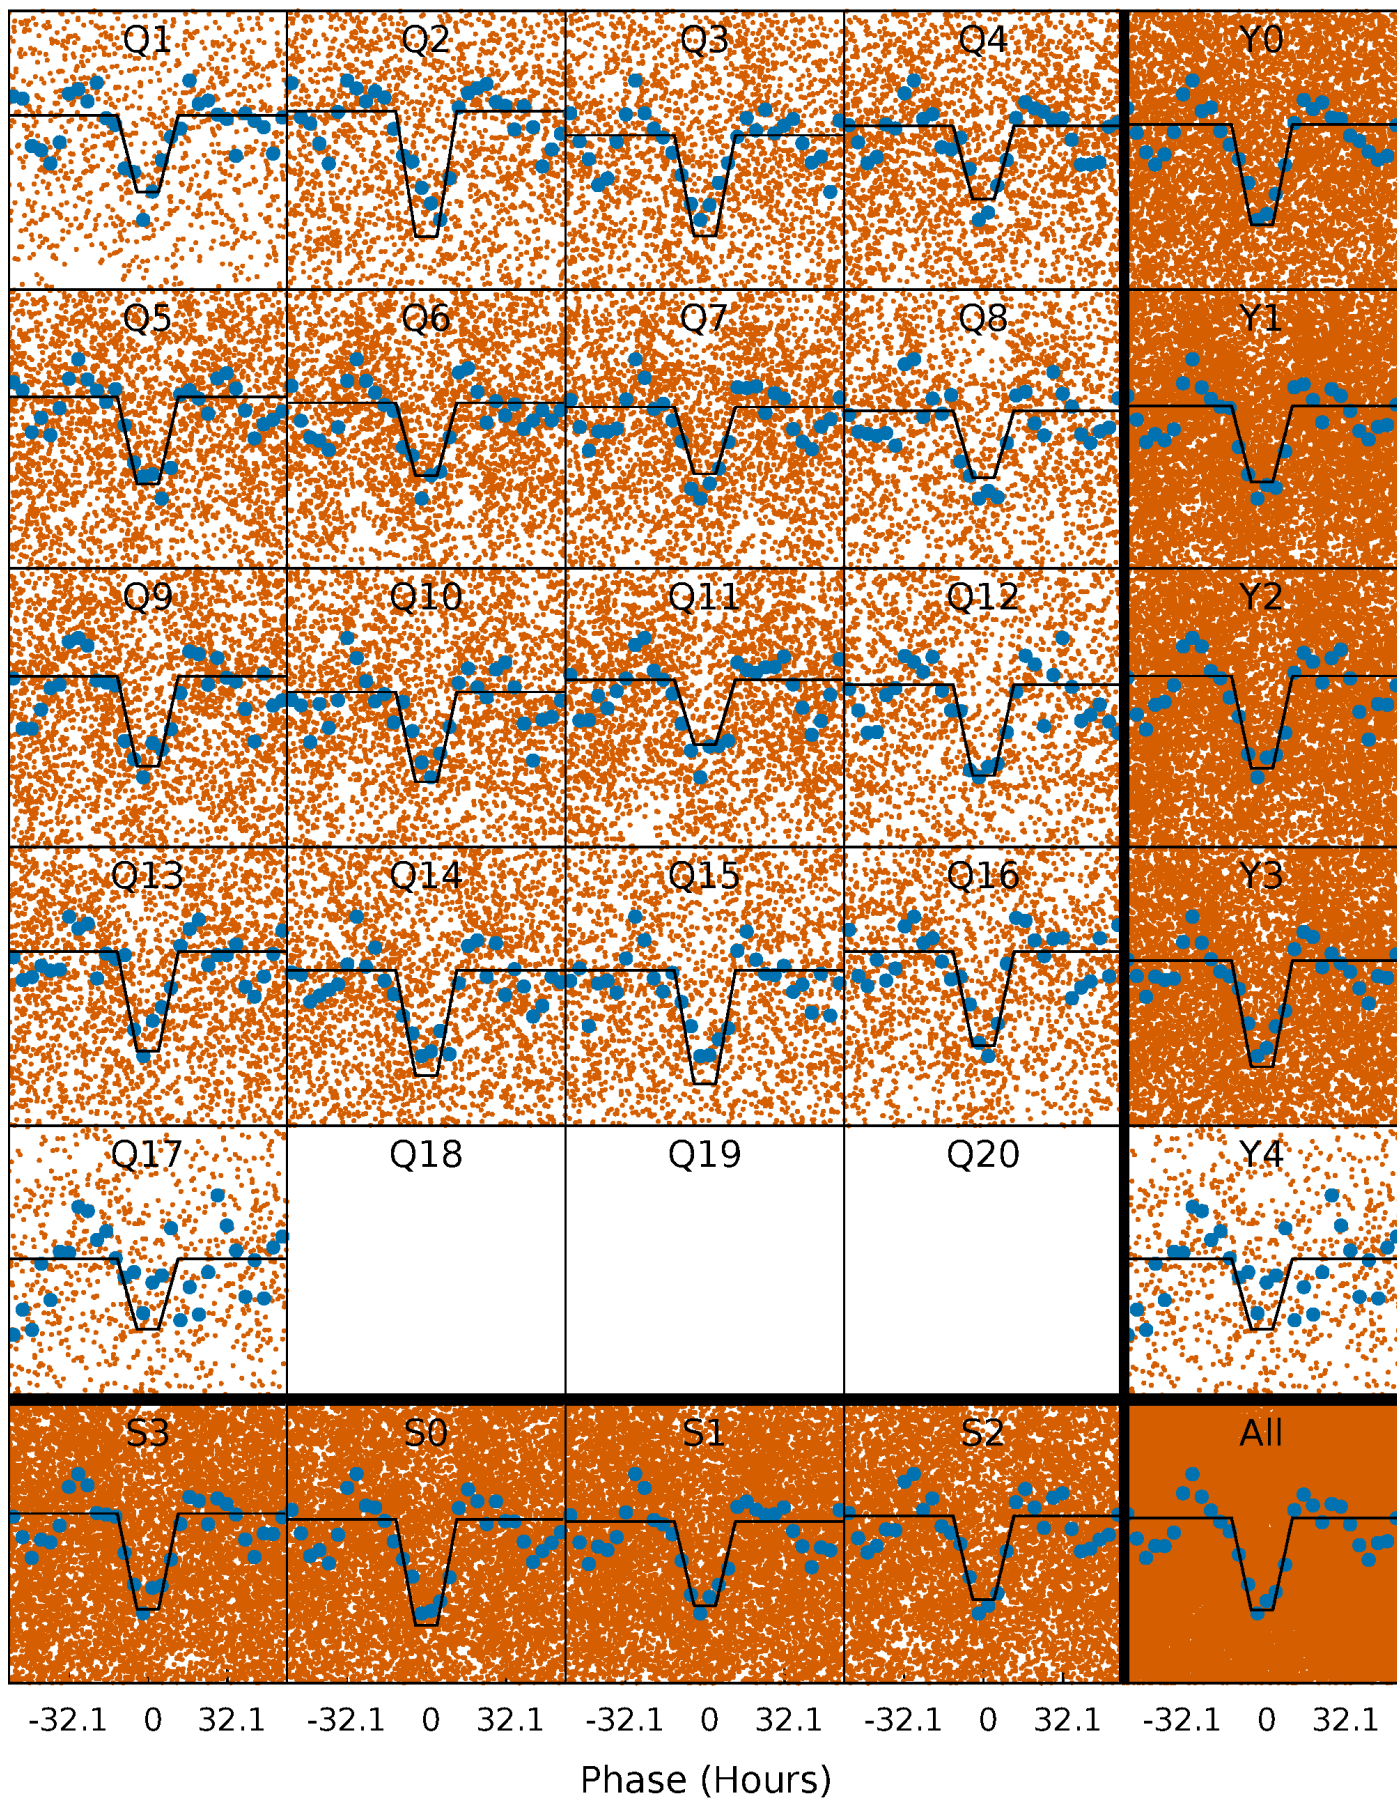 Q1 Q2 Q3 Q4 Y0
Q5 Q6 Q7 Q8 Y1
Q9 Q10 Q11 Q12 Y2
Q13 Q14 Q15 Q16 Y3
Q17 Q18 Q19 Q20 Y4
S3 S0 S1 S2 All
-32.1 0 32.1 -32.1 0 32.1 -32.1 0 32.1 -32.1 0 32.1 -32.1 0 32.1
Phase (Hours)